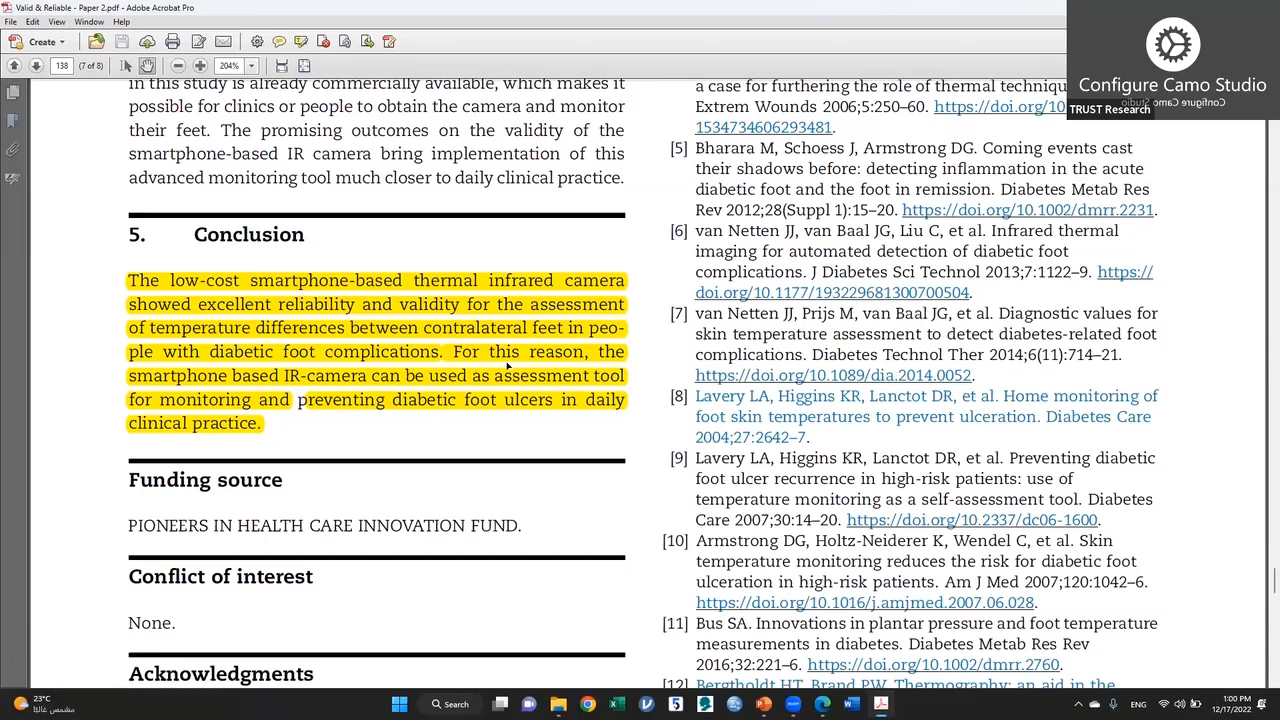 Valid & Reliable - Paper 2.pdf - Adobe Acrobat Pro
File Edit View Window Help
Create
138 (7 of 8) 204%
in this study is already commercially available, which makes it
possible for clinics or people to obtain the camera and monitor
their feet. The promising outcomes on the validity of the
smartphone-based IR camera bring implementation of this
advanced monitoring tool much closer to daily clinical practice.
5. Conclusion
The low-cost smartphone-based thermal infrared camera
showed excellent reliability and validity for the assessment
of temperature differences between contralateral feet in peo-
ple with diabetic foot complications. For this reason, the
smartphone based IR-camera can be used as assessment tool
for monitoring and preventing diabetic foot ulcers in daily
clinical practice.
Funding source
PIONEERS IN HEALTH CARE INNOVATION FUND.
Conflict of interest
None.
Acknowledgments
a case for furthering the role of thermal techniqu
Extrem Wounds 2006;5:250–60. https://doi.org/10.
1534734606293481.
[5] Bharara M, Schoess J, Armstrong DG. Coming events cast
their shadows before: detecting inflammation in the acute
diabetic foot and the foot in remission. Diabetes Metab Res
Rev 2012;28(Suppl 1):15–20. https://doi.org/10.1002/dmrr.2231.
[6] van Netten JJ, van Baal JG, Liu C, et al. Infrared thermal
imaging for automated detection of diabetic foot
complications. J Diabetes Sci Technol 2013;7:1122–9. https://
doi.org/10.1177/193229681300700504.
[7] van Netten JJ, Prijs M, van Baal JG, et al. Diagnostic values for
skin temperature assessment to detect diabetes-related foot
complications. Diabetes Technol Ther 2014;6(11):714–21.
https://doi.org/10.1089/dia.2014.0052.
[8] Lavery LA, Higgins KR, Lanctot DR, et al. Home monitoring of
foot skin temperatures to prevent ulceration. Diabetes Care
2004;27:2642–7.
[9] Lavery LA, Higgins KR, Lanctot DR, et al. Preventing diabetic
foot ulcer recurrence in high-risk patients: use of
temperature monitoring as a self-assessment tool. Diabetes
Care 2007;30:14–20. https://doi.org/10.2337/dc06-1600.
[10] Armstrong DG, Holtz-Neiderer K, Wendel C, et al. Skin
temperature monitoring reduces the risk for diabetic foot
ulceration in high-risk patients. Am J Med 2007;120:1042–6.
https://doi.org/10.1016/j.amjmed.2007.06.028.
[11] Bus SA. Innovations in plantar pressure and foot temperature
measurements in diabetes. Diabetes Metab Res Rev
2016;32:221–6. https://doi.org/10.1002/dmrr.2760.
[12] Bergtholdt HT, Brand PW. Thermography: an aid in the
Configure Camo Studio
Configure Camo Studio
TRUST Research
23°C
مشمس غالبًا
Search
ENG
1:00 PM
12/17/2022